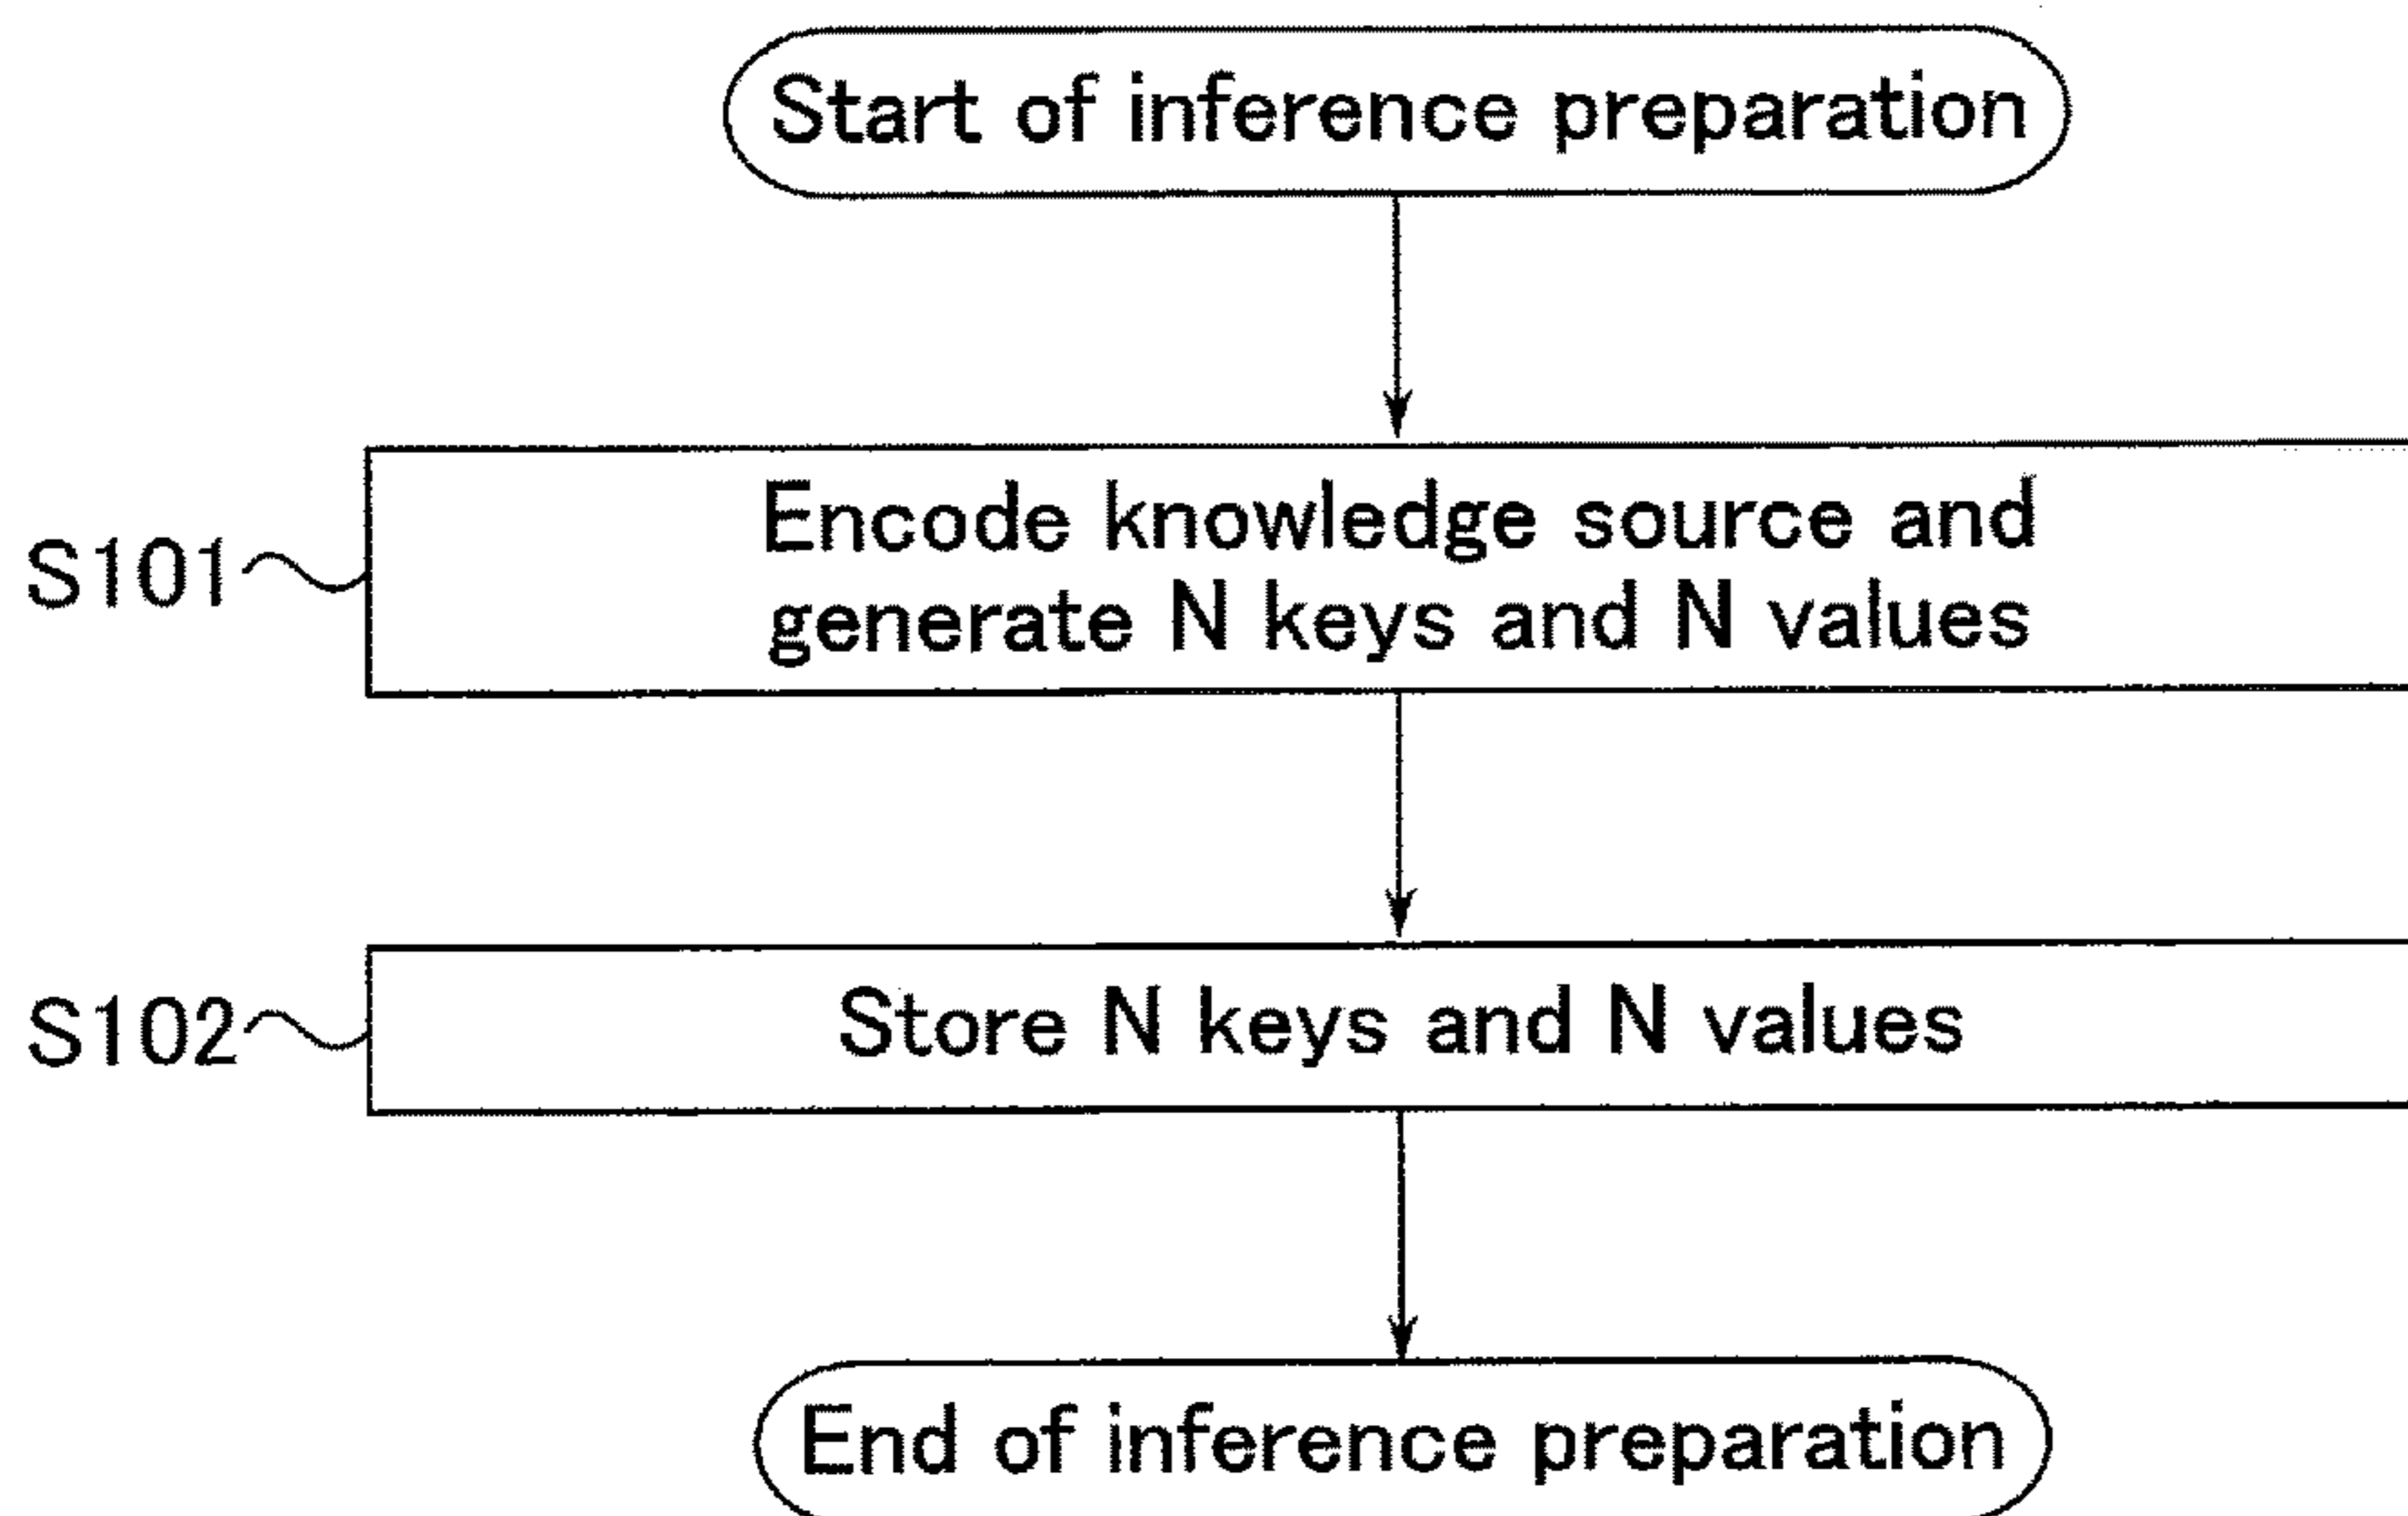 Start of inference preparation
S101
Encode knowledge source and
generate N keys and N values
S102
Store N keys and N values
End of inference preparation